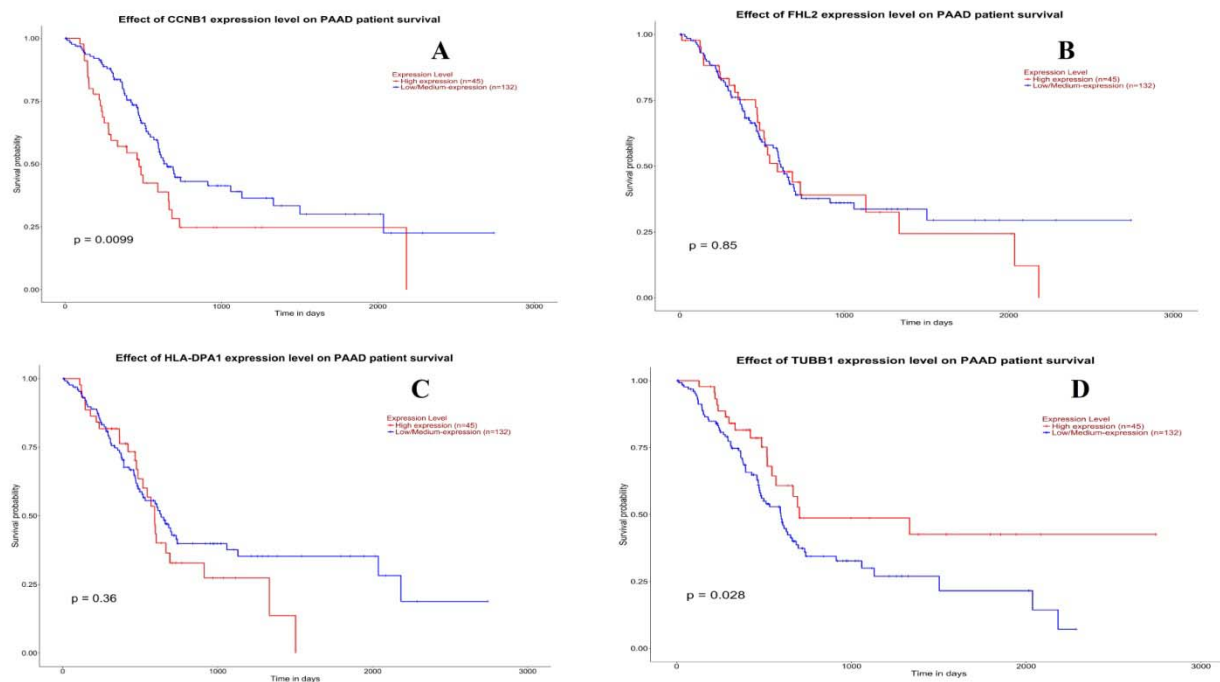 Effect of CCNB1 expression level on PAAD patient survival
A
Expression Level
High expression (n=45)
Low/Medium-expression (n=132)
1.00
0.75
0.50
0.25
0.00
Survival probability
p = 0.0099
0
1000
2000
3000
Time in days
Effect of FHL2 expression level on PAAD patient survival
B
Expression Level
High expression (n=45)
Low/Medium-expression (n=132)
1.00
0.75
0.50
0.25
0.00
Survival probability
p = 0.85
0
1000
2000
3000
Time in days
Effect of HLA-DPA1 expression level on PAAD patient survival
C
Expression Level
High expression (n=45)
Low/Medium-expression (n=132)
1.00
0.75
0.50
0.25
0.00
Survival probability
p = 0.36
0
1000
2000
3000
Time in days
Effect of TUBB1 expression level on PAAD patient survival
D
Expression Level
High expression (n=45)
Low/Medium-expression (n=132)
1.00
0.75
0.50
0.25
0.00
Survival probability
p = 0.028
0
1000
2000
3000
Time in days